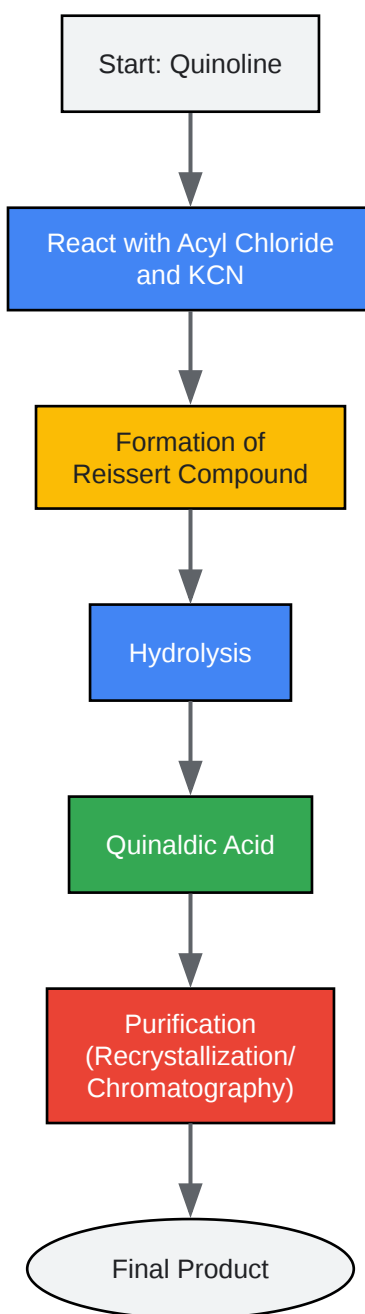 Start: Quinoline
React with Acyl Chloride
and KCN
Formation of
Reissert Compound
Hydrolysis
Quinaldic Acid
Purification
(Recrystallization/
Chromatography)
Final Product